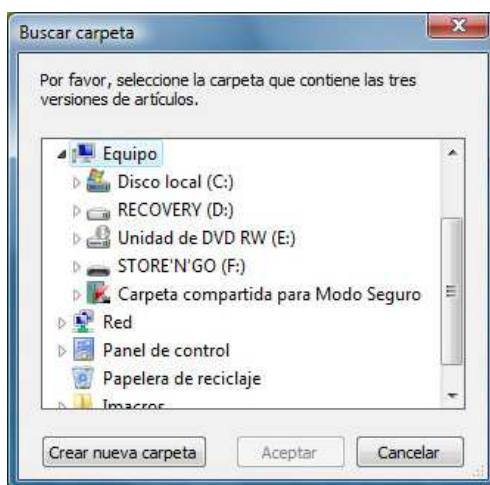 Buscar carpeta
Por favor, seleccione la carpeta que contiene las tres
versiones de artículos.
Equipo
Disco local (C:)
RECOVERY (D:)
Unidad de DVD RW (E:)
STORE'N'GO (F:)
Carpeta compartida para Modo Seguro
Red
Panel de control
Papelera de reciclaje
Imacros
Crear nueva carpeta
Aceptar
Cancelar